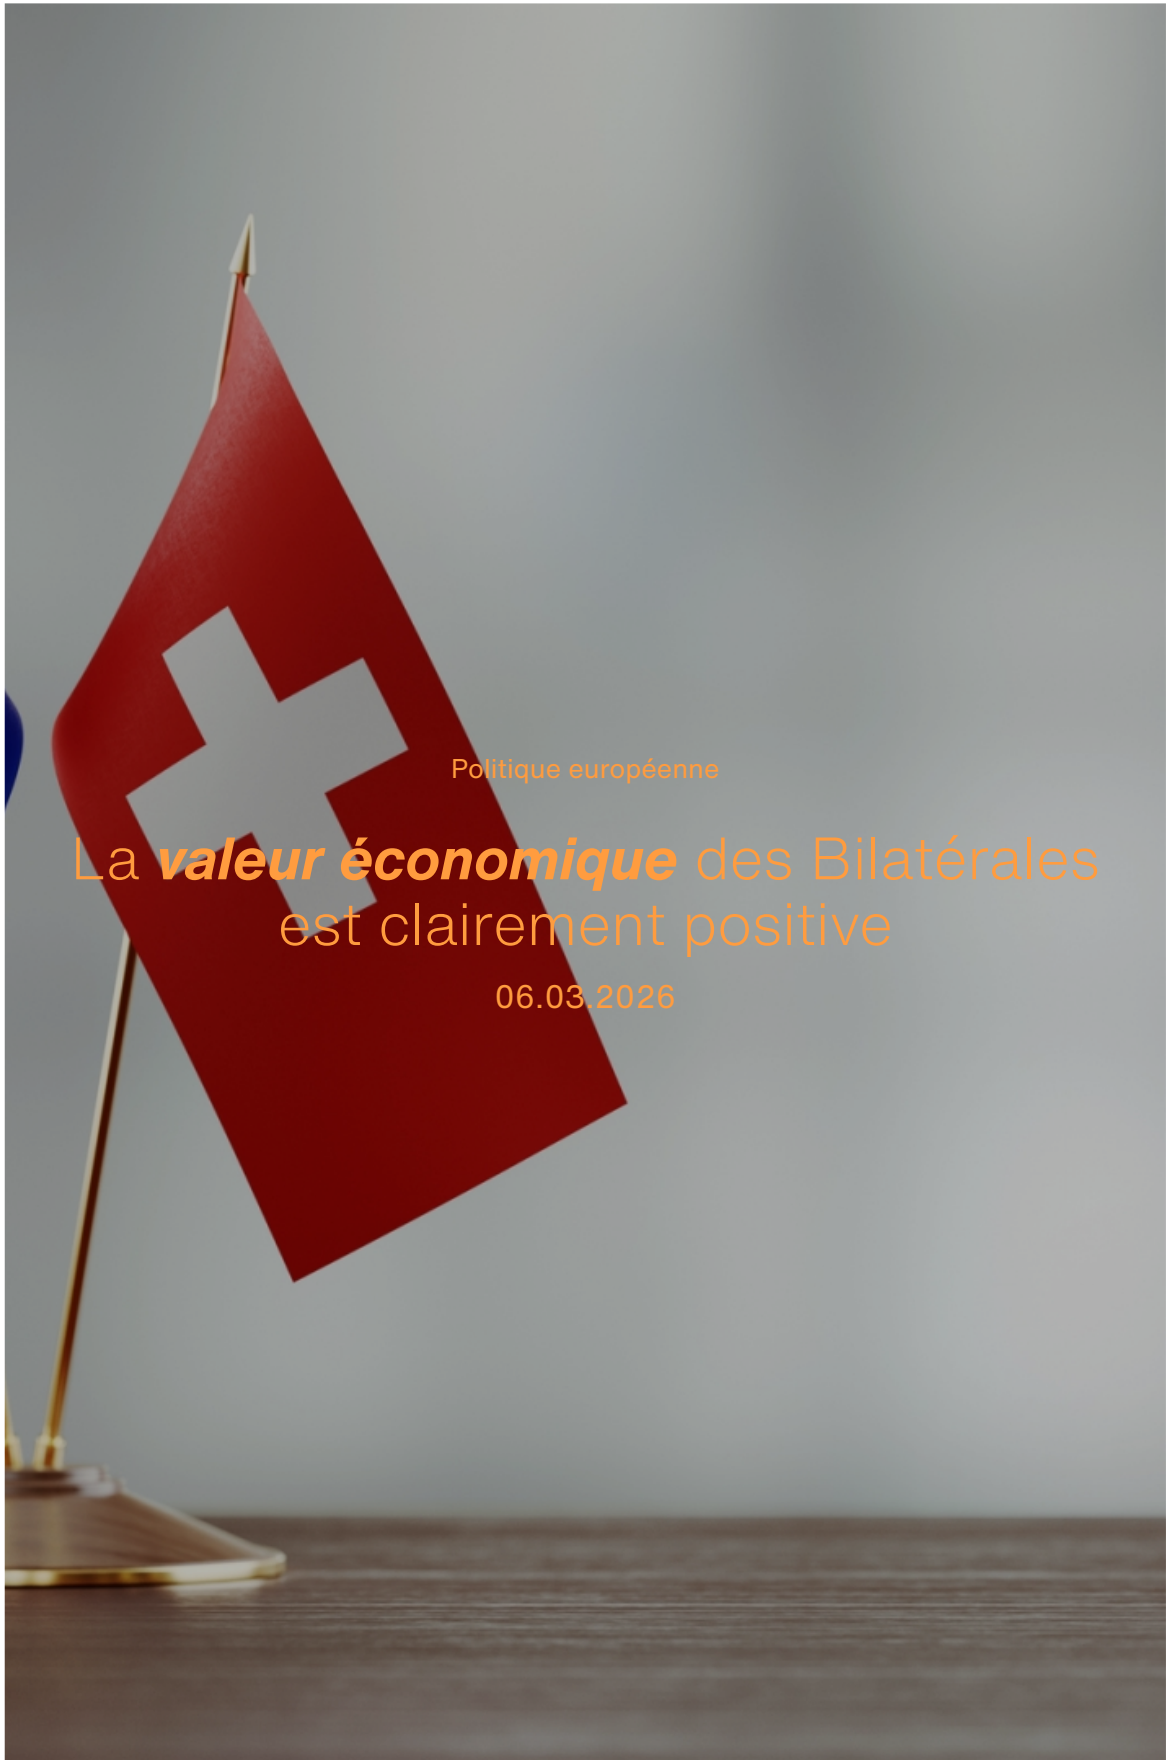 Politique européenne
La valeur économique des Bilatérales
est clairement positive
06.03.2026